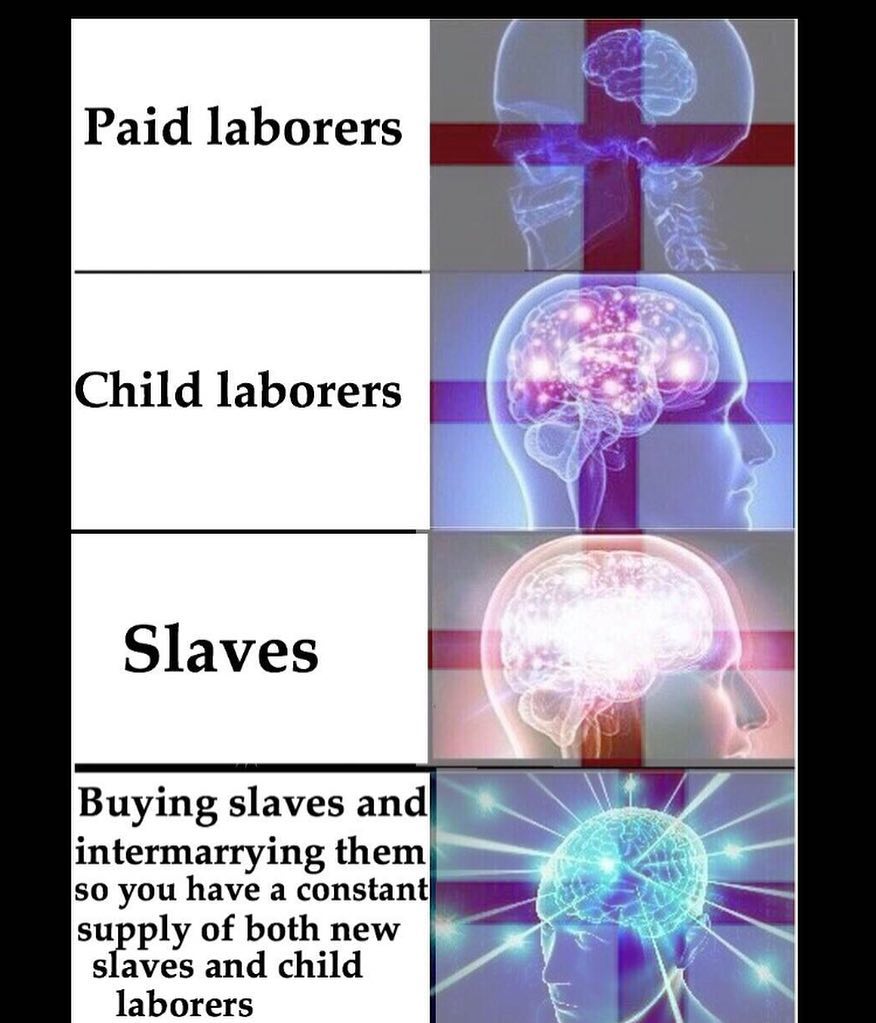 Paid laborers
Child laborers
Slaves
Buying slaves and
intermarrying them
so you have a constant
supply of both new
slaves and child
laborers